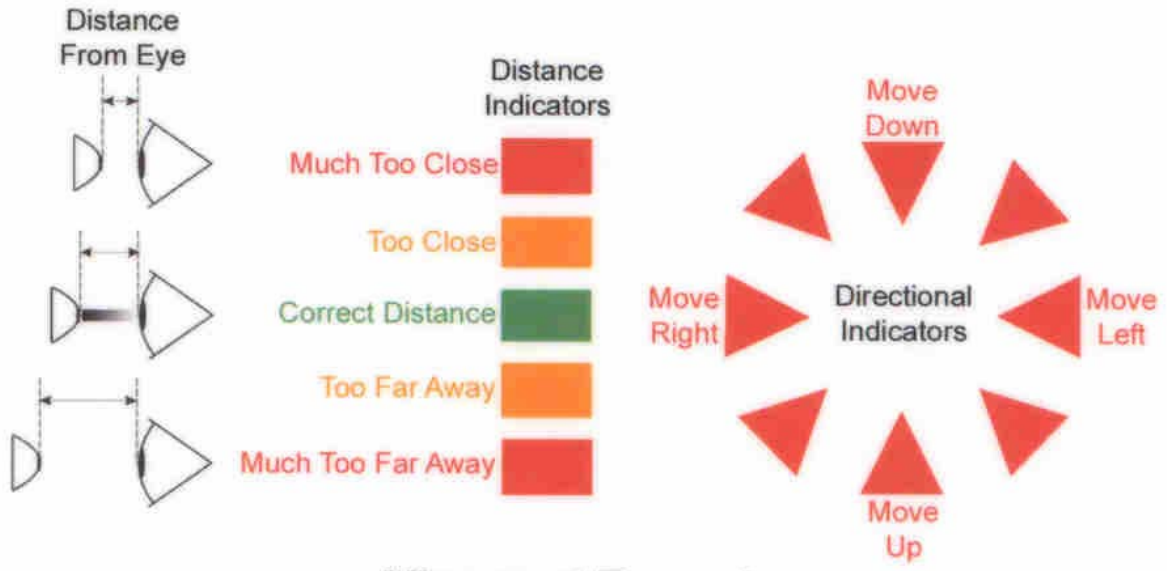 Distance
From Eye
Distance
Indicators
Much Too Close
Too Close
Correct Distance
Too Far Away
Much Too Far Away
Move
Down
Move
Right
Directional
Indicators
Move
Left
Move
Up